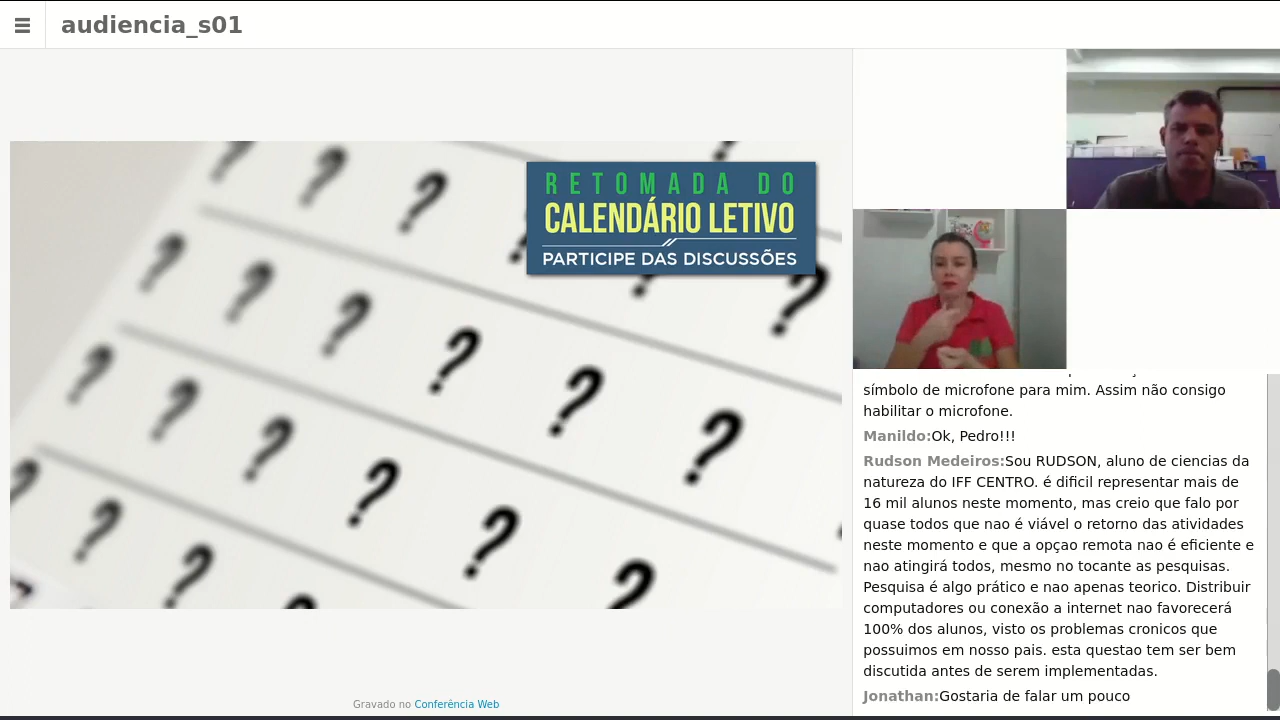 audiencia_s01
RETOMADA DO
CALENDÁRIO LETIVO
PARTICIPE DAS DISCUSSÕES
? ? ? ? ? ?
? ? ? ? ? ?
? ? ? ? ? ?
? ? ? ?
símbolo de microfone para mim. Assim não consigo
habilitar o microfone.
Manildo:Ok, Pedro!!!
Rudson Medeiros:Sou RUDSON, aluno de ciencias da
natureza do IFF CENTRO. é dificil representar mais de
16 mil alunos neste momento, mas creio que falo por
quase todos que nao é viável o retorno das atividades
neste momento e que a opçao remota nao é eficiente e
nao atingirá todos, mesmo no tocante as pesquisas.
Pesquisa é algo prático e nao apenas teorico. Distribuir
computadores ou conexão a internet nao favorecerá
100% dos alunos, visto os problemas cronicos que
possuimos em nosso pais. esta questao tem ser bem
discutida antes de serem implementadas.
Jonathan:Gostaria de falar um pouco
Gravado no Conferência Web